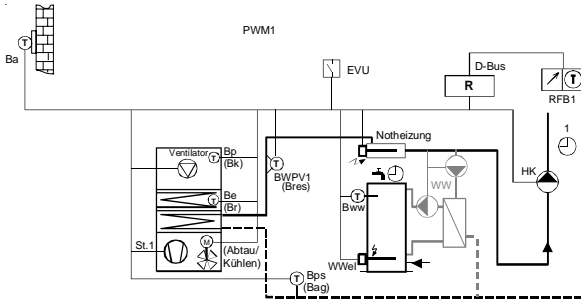 PWM1
T
Ba
EVU
D-Bus
R
T
RFB1
1
Notheizung
Ventilator
T
Bp
(Bk)
T
BWPV1
(Bres)
WW
HK
T
Be
(Br)
T
Bww
St.1
M
(Abtau/
Kühlen)
WWel
T
Bps
(Bag)